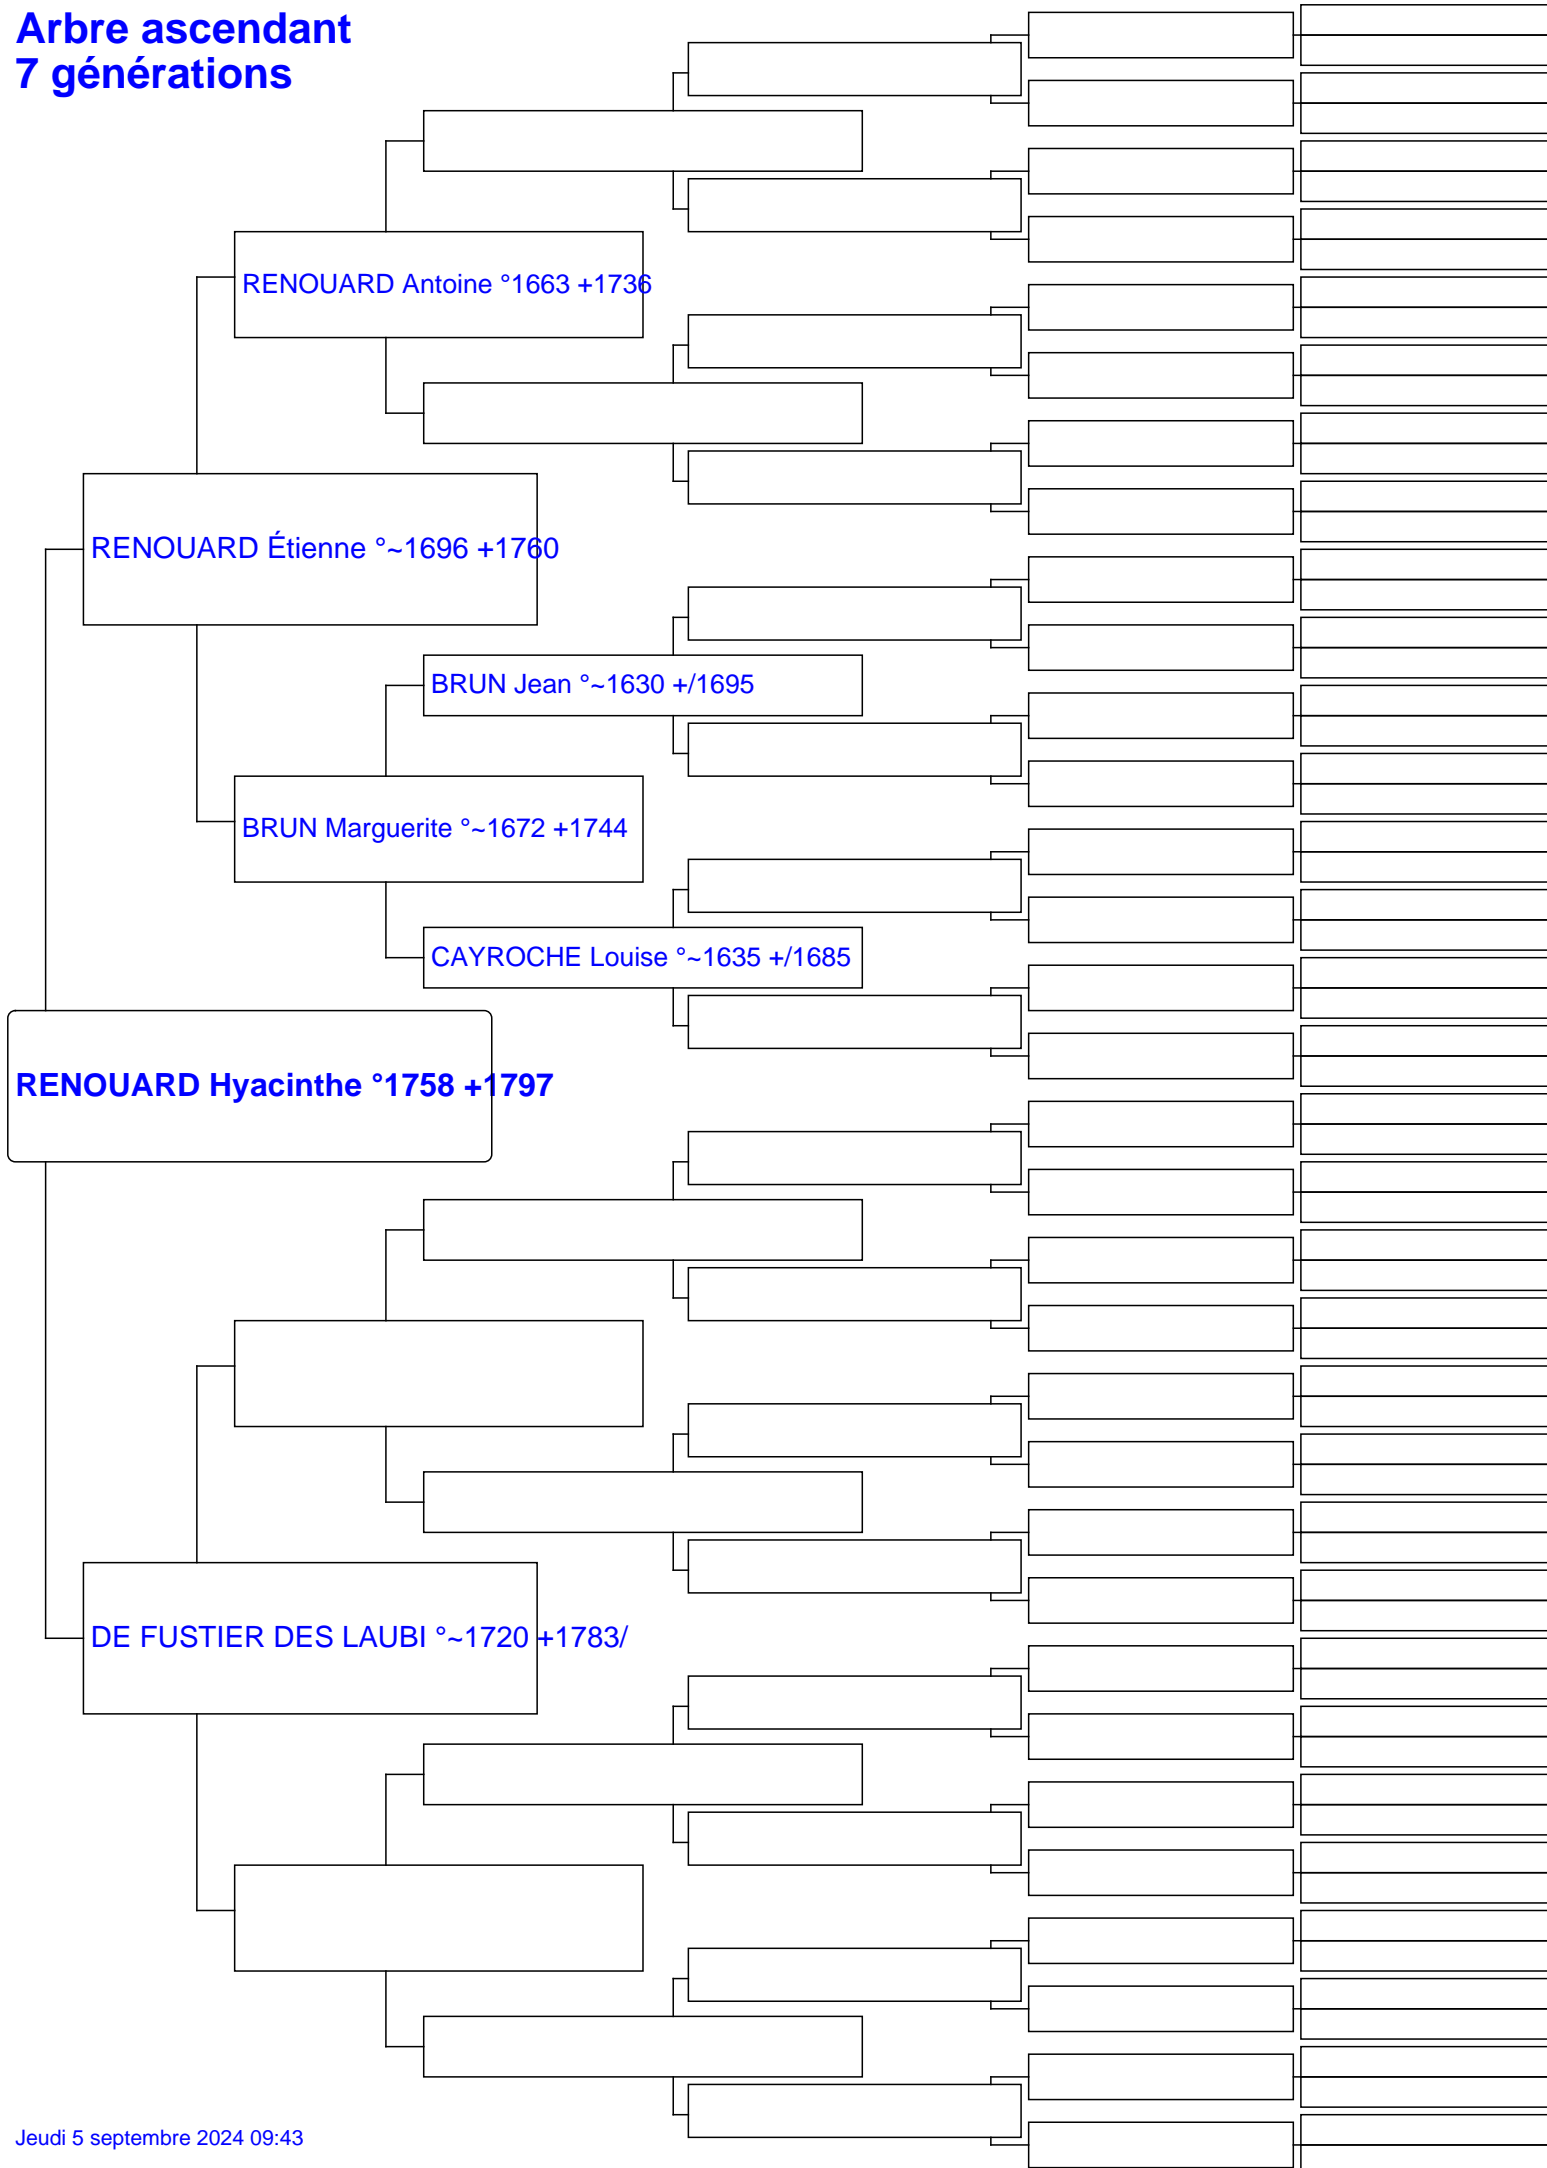 Arbre ascendant
7 générations
RENOUARD Antoine °1663 +1736
RENOUARD Étienne °~1696 +1760
BRUN Jean °~1630 +/1695
BRUN Marguerite °~1672 +1744
CAYROCHE Louise °~1635 +/1685
RENOUARD Hyacinthe °1758 +1797
DE FUSTIER DES LAUBI °~1720 +1783/
Jeudi 5 septembre 2024 09:43